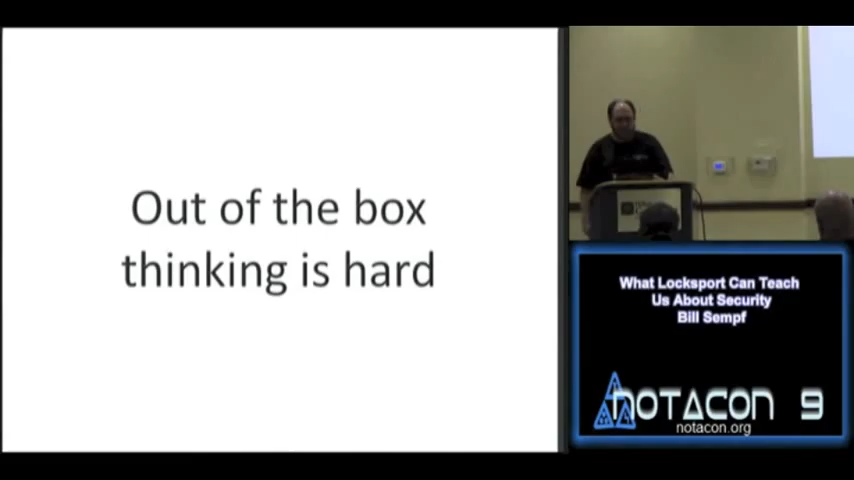 Out of the box
thinking is hard
What Locksport Can Teach
Us About Security
Bill Sempf
NOTACON 9
notacon.org